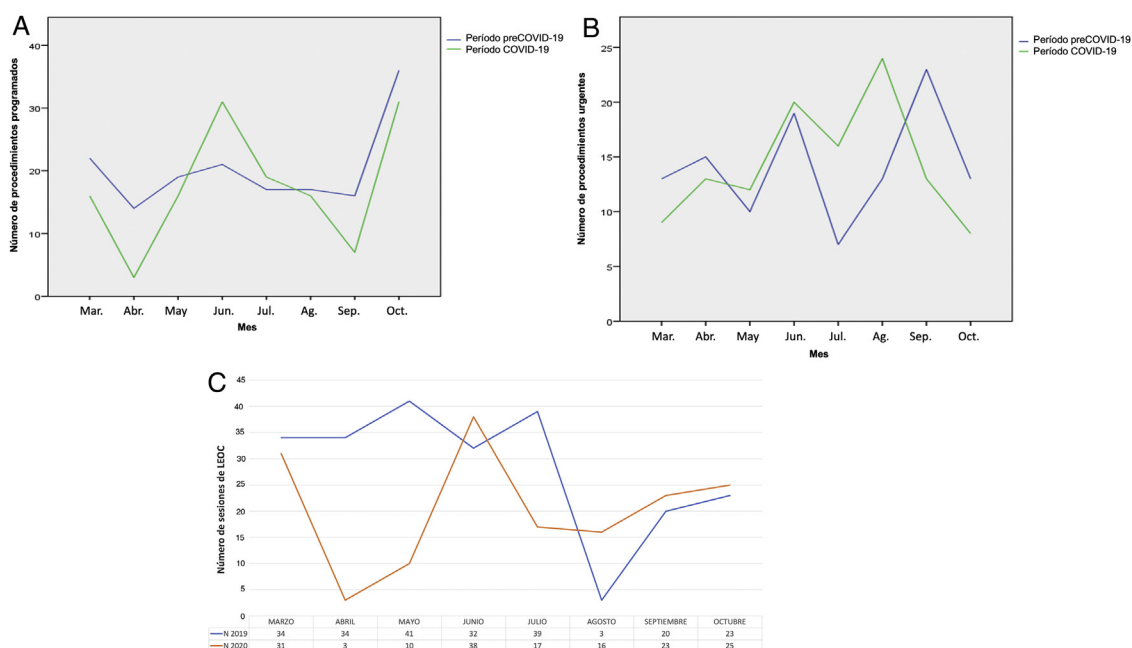 A
Número de procedimientos programados
40
30
20
10
0
Mar. Abr. May Jun. Jul. Ag. Sep. Oct.
Mes
Período preCOVID-19
Período COVID-19
B
Número de procedimientos urgentes
25
20
15
10
5
0
Mar. Abr. May Jun. Jul. Ag. Sep. Oct.
Mes
Período preCOVID-19
Período COVID-19
C
Número de sesiones de LEOC
45
40
35
30
25
20
15
10
5
0
MARZO ABRIL MAYO JUNIO JULIO AGOSTO SEPTIEMBRE OCTUBRE
N 2019 34 34 41 32 39 3 20 23
N 2020 31 3 10 38 17 16 23 25